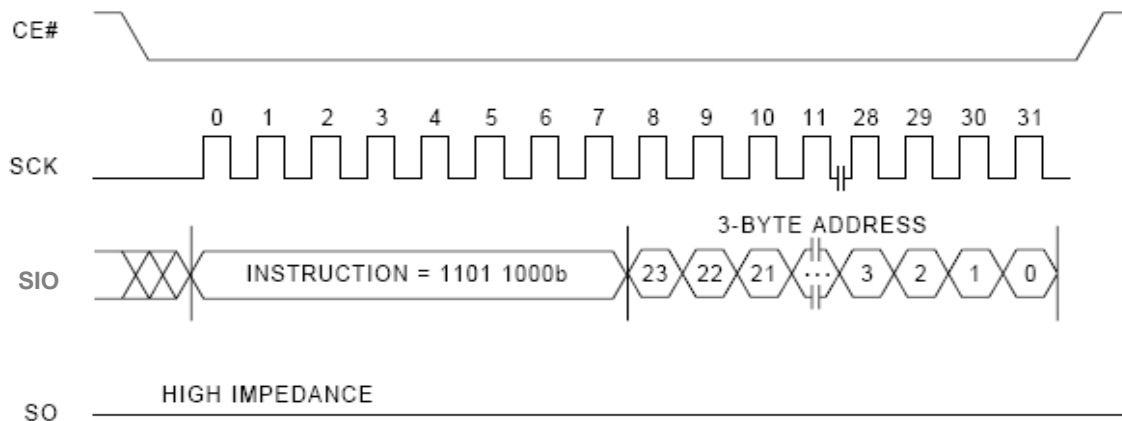 CE#
0 1 2 3 4 5 6 7 8 9 10 11 28 29 30 31
SCK
3-BYTE ADDRESS
SIO INSTRUCTION = 1101 1000b 23 22 21 ... 3 2 1 0
HIGH IMPEDANCE
SO